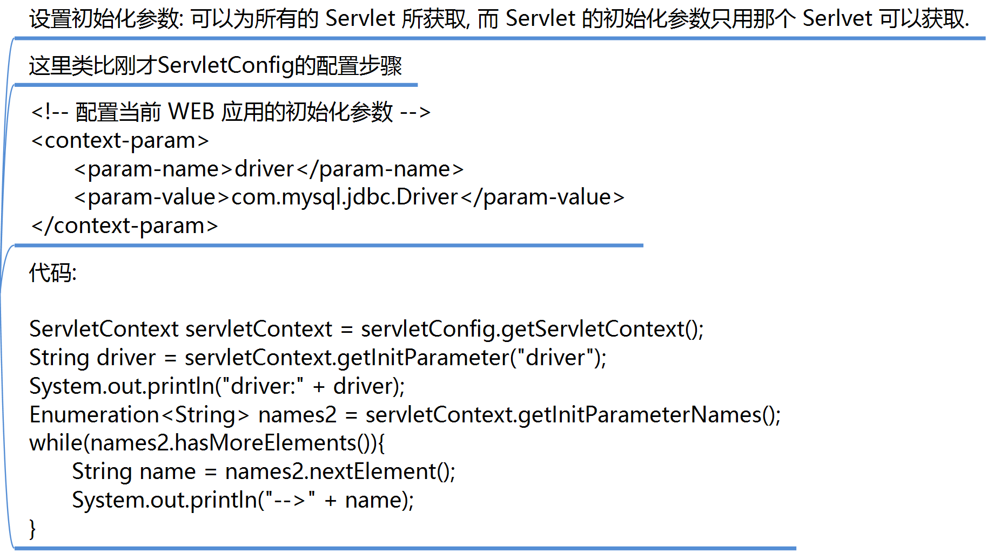 设置初始化参数: 可以为所有的 Servlet 所获取, 而 Servlet 的初始化参数只用那个 Serlvet 可以获取.
这里类比刚才ServletConfig的配置步骤
<!-- 配置当前 WEB 应用的初始化参数 -->
<context-param>
    <param-name>driver</param-name>
    <param-value>com.mysql.jdbc.Driver</param-value>
</context-param>
代码:
ServletContext servletContext = servletConfig.getServletContext();
String driver = servletContext.getInitParameter("driver");
System.out.println("driver:" + driver);
Enumeration<String> names2 = servletContext.getInitParameterNames();
while(names2.hasMoreElements()){
    String name = names2.nextElement();
    System.out.println("-->" + name);
}